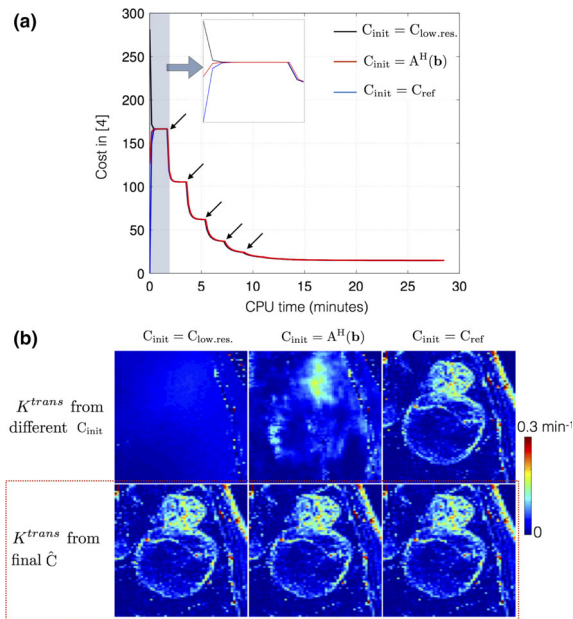 (a)
300
250
200
150
100
50
0
Cost in [4]
0 5 10 15 20 25 30
CPU time (minutes)
C_init = C_low.res.
C_init = A^H(b)
C_init = C_ref
(b)
C_init = C_low.res. C_init = A^H(b) C_init = C_ref
K^trans from
different C_init
0.3 min⁻¹
0
K^trans from
final Ĉ